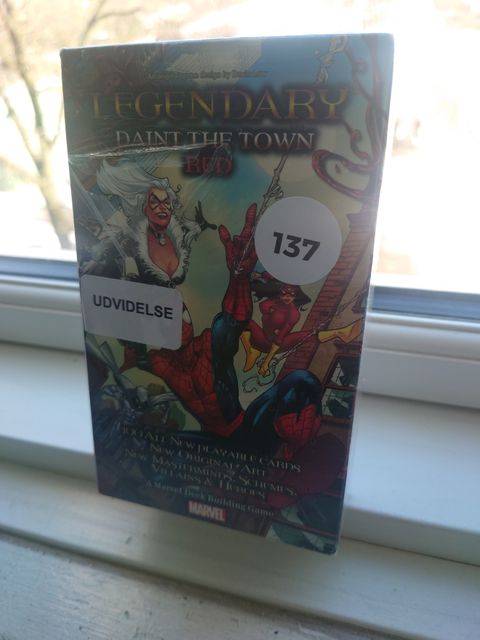 LEGENDARY
PAINT THE TOWN
RED
137
UDVIDELSE
100 All New playable cards
New Original Art
New Masterminds, Schemes,
Villains & Heroes
A Marvel Deck Building Game
MARVEL